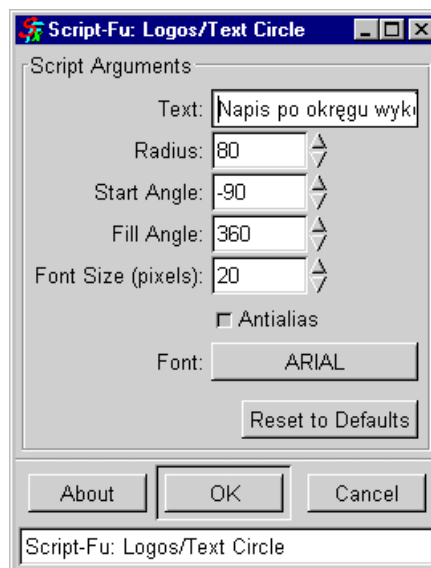 Script-Fu: Logos/Text Circle
Script Arguments
Text: Napis po okręgu
Radius: 80
Start Angle: -90
Fill Angle: 360
Font Size (pixels): 20
Antialias
Font: ARIAL
Reset to Defaults
About OK Cancel
Script-Fu: Logos/Text Circle